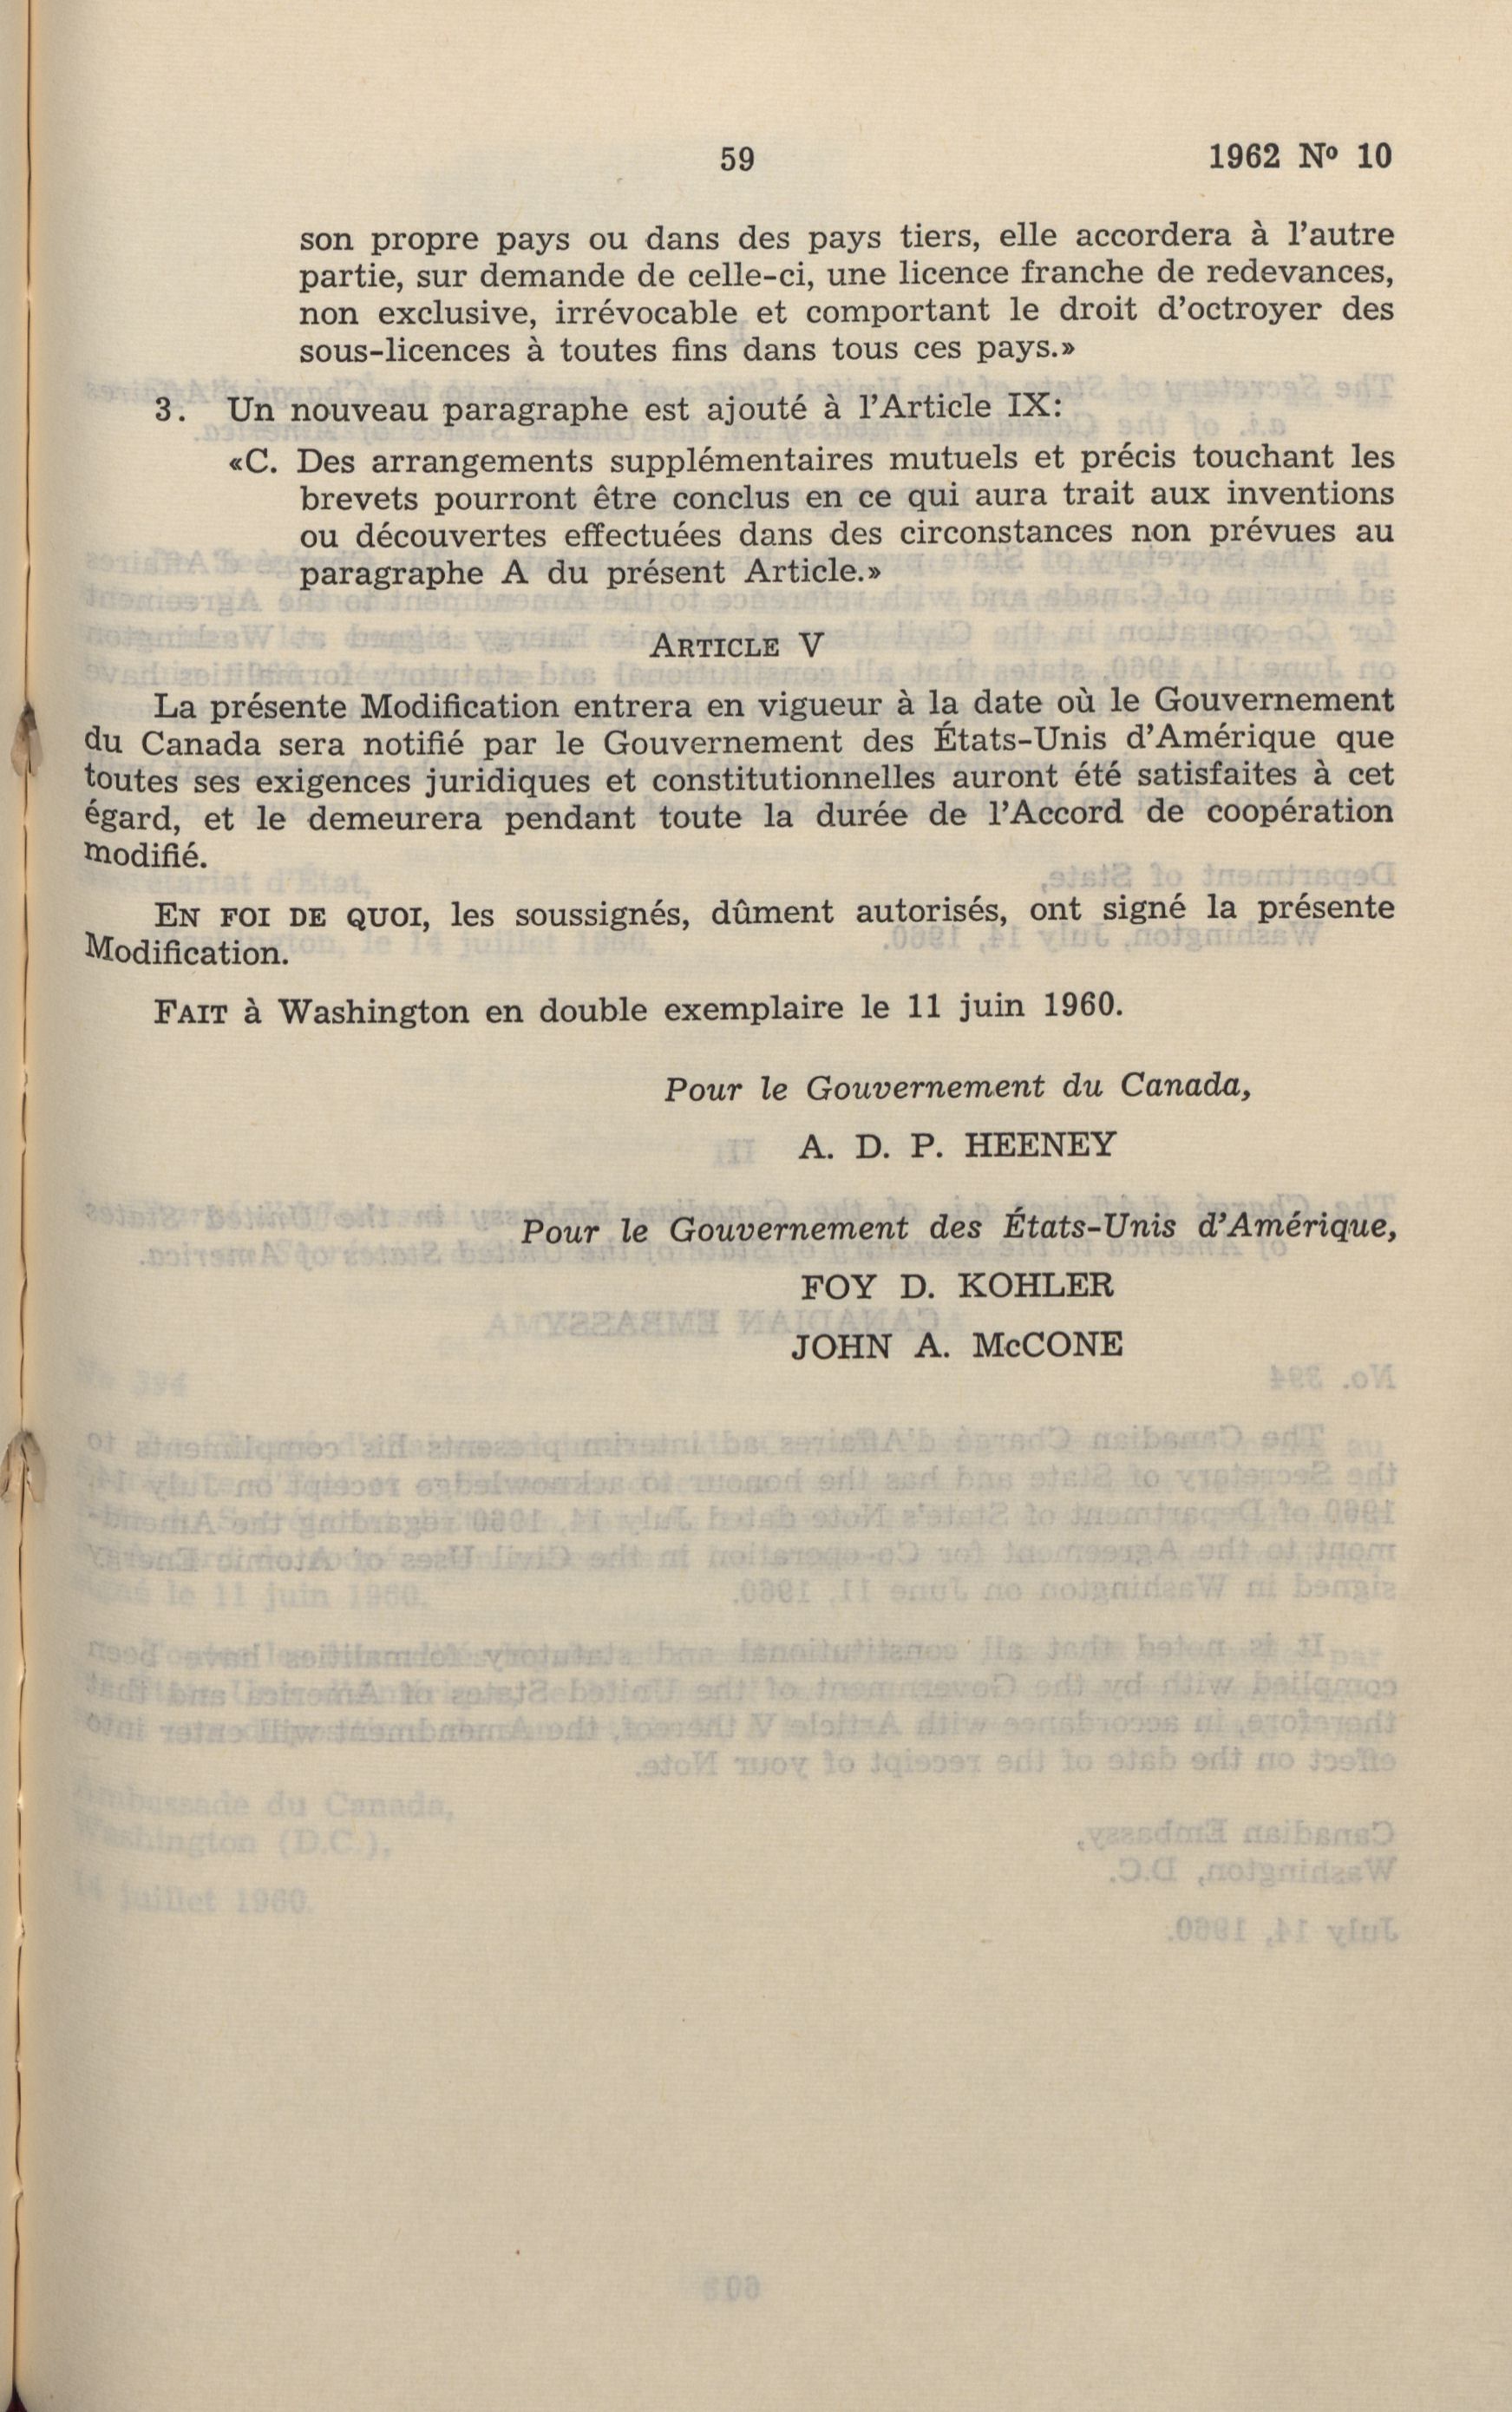 59
1962 Nº 10
son propre pays ou dans des pays tiers, elle accordera à l'autre
partie, sur demande de celle-ci, une licence franche de redevances,
non exclusive, irrévocable et comportant le droit d'octroyer des
sous-licences à toutes fins dans tous ces pays.»
3. Un nouveau paragraphe est ajouté à l'Article IX:
«C. Des arrangements supplémentaires mutuels et précis touchant les
brevets pourront être conclus en ce qui aura trait aux inventions
ou découvertes effectuées dans des circonstances non prévues au
paragraphe A du présent Article.»
ARTICLE V
La présente Modification entrera en vigueur à la date où le Gouvernement
du Canada sera notifié par le Gouvernement des États-Unis d'Amérique que
toutes ses exigences juridiques et constitutionnelles auront été satisfaites à cet
égard, et le demeurera pendant toute la durée de l'Accord de coopération
modifié.
EN FOI DE QUOI, les soussignés, dûment autorisés, ont signé la présente
Modification.
FAIT à Washington en double exemplaire le 11 juin 1960.
Pour le Gouvernement du Canada,
A. D. P. HEENEY
Pour le Gouvernement des États-Unis d'Amérique,
FOY D. KOHLER
JOHN A. McCONE